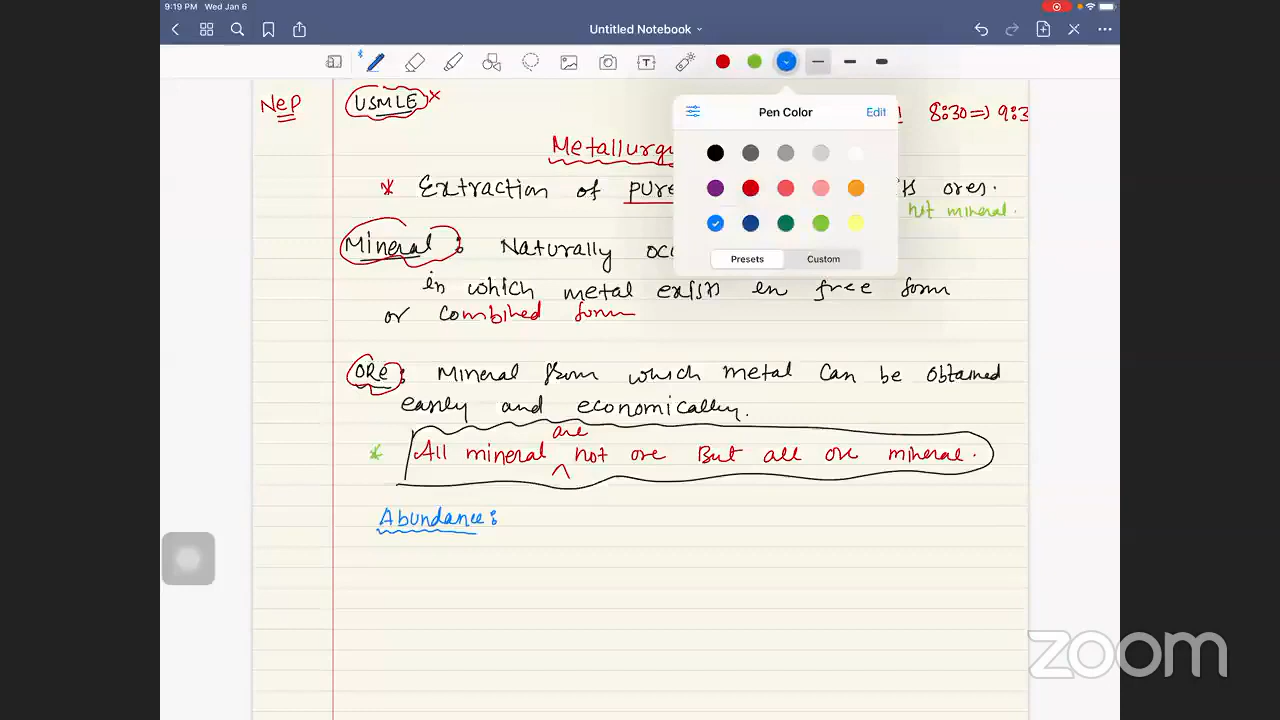 9:19 PM Wed Jan 6
Untitled Notebook
T
Pen Color
Edit
Presets
Custom
NeP
USMLE x
8:30 => 9:3
Metallurg
* Extraction of pure ores.
not mineral.
Mineral : Naturally occ
in which metal exists in free form
or combined form
ORe : Mineral from which metal can be obtained
easily and economically.
are
* All mineral ^ not ore But all ore mineral.
Abundance :
zoom